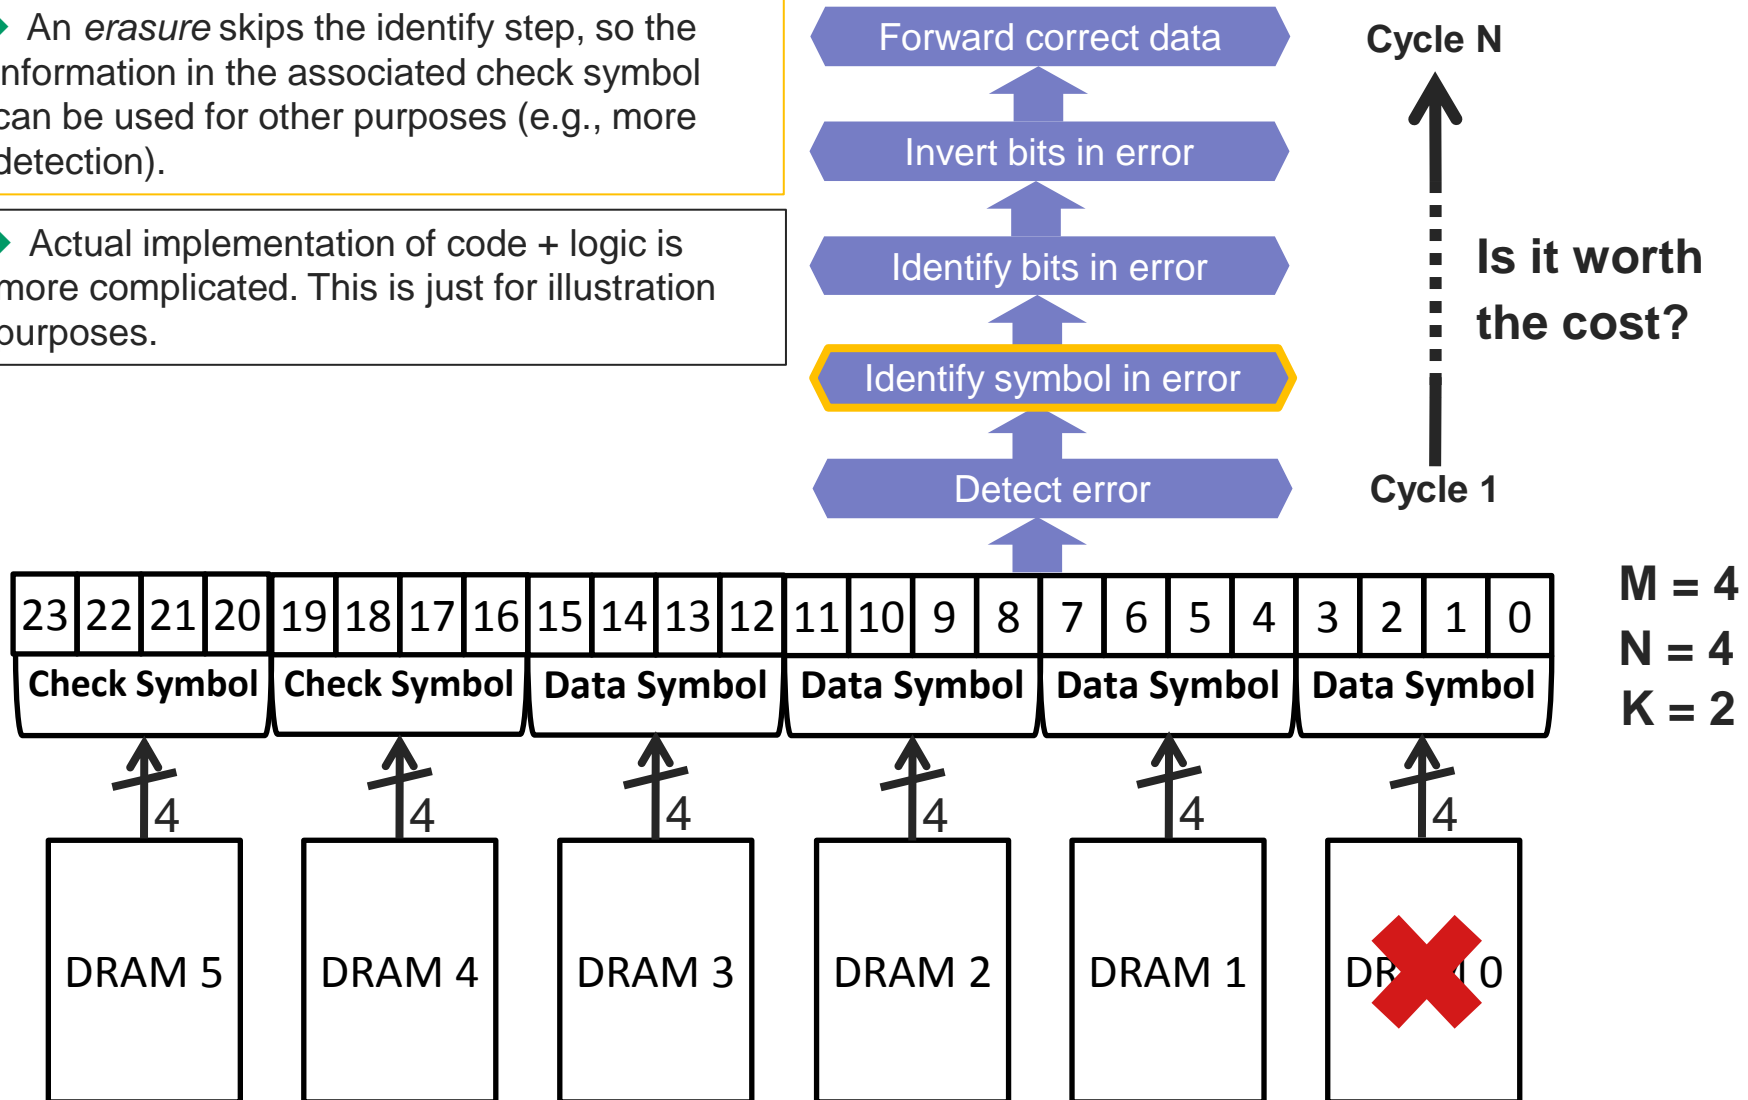 An erasure skips the identify step, so the
information in the associated check symbol
can be used for other purposes (e.g., more
detection).
Actual implementation of code + logic is
more complicated. This is just for illustration
purposes.
Forward correct data
Invert bits in error
Identify bits in error
Identify symbol in error
Detect error
Cycle N
Is it worth
the cost?
Cycle 1
23 22 21 20 19 18 17 16 15 14 13 12 11 10 9 8 7 6 5 4 3 2 1 0
Check Symbol Check Symbol Data Symbol Data Symbol Data Symbol Data Symbol
M = 4
N = 4
K = 2
4 4 4 4 4 4
DRAM 5 DRAM 4 DRAM 3 DRAM 2 DRAM 1 DRAM 0